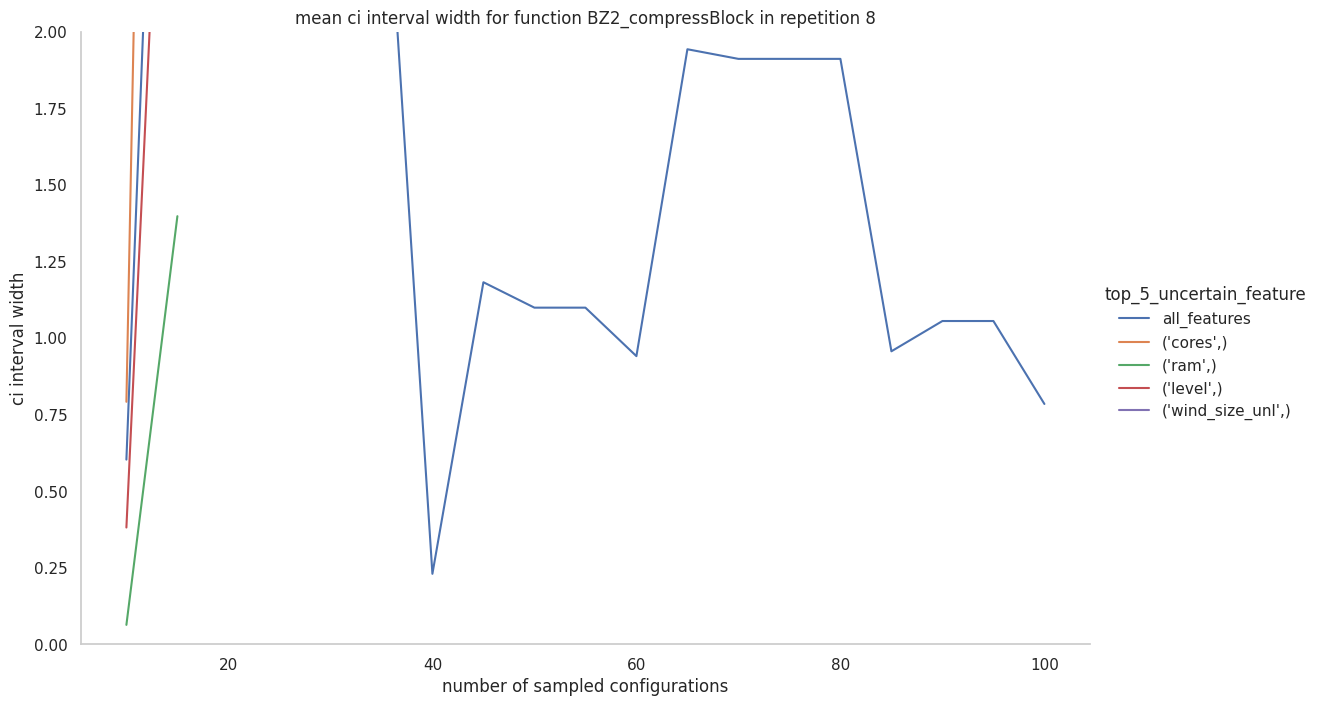 mean ci interval width for function BZ2_compressBlock in repetition 8
2.00
1.75
1.50
1.25
1.00
0.75
0.50
0.25
0.00
ci interval width
20
40
60
80
100
number of sampled configurations
top_5_uncertain_feature
all_features
('cores',)
('ram',)
('level',)
('wind_size_unl',)